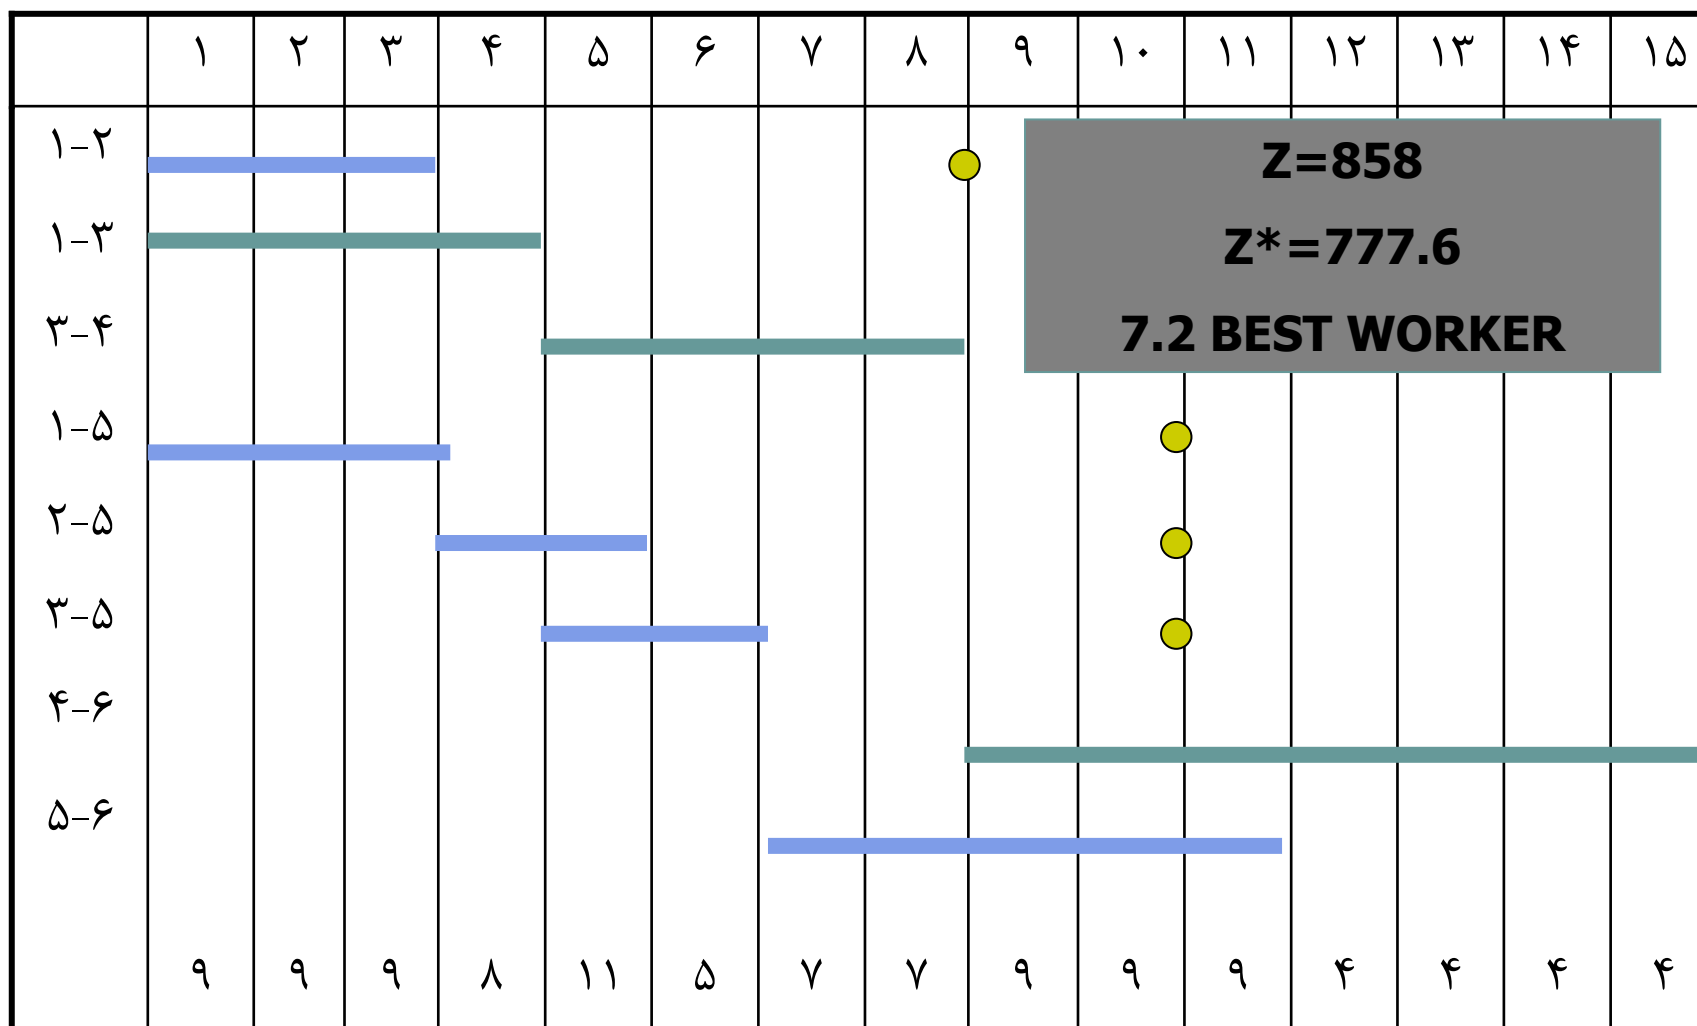 ۱ ۲ ۳ ۴ ۵ ۶ ۷ ۸ ۹ ۱۰ ۱۱ ۱۲ ۱۳ ۱۴ ۱۵
۱-۲
Z=858
۱-۳
Z*=777.6
۳-۴
7.2 BEST WORKER
۱-۵
۲-۵
۳-۵
۴-۶
۵-۶
۹ ۹ ۹ ۸ ۱۱ ۵ ۷ ۷ ۹ ۹ ۹ ۴ ۴ ۴ ۴